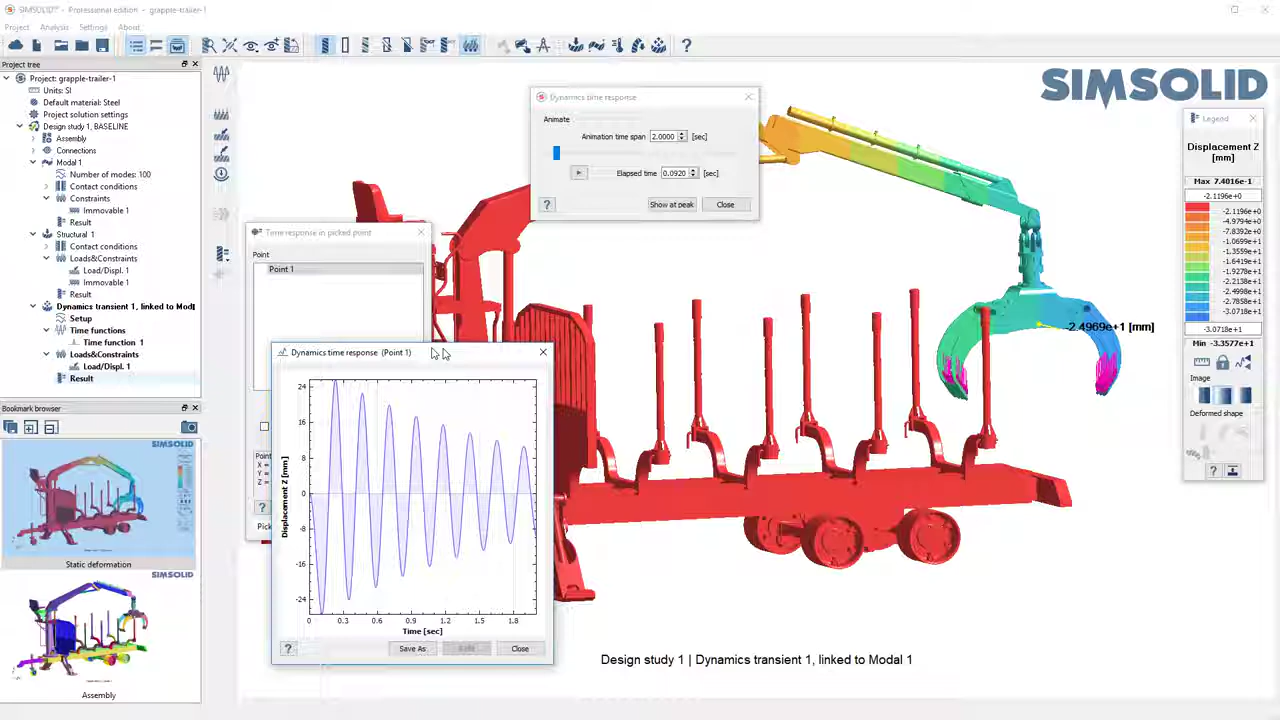 SIMSOLID™ - Professional edition - grapple-trailer-1
Project Analysis Settings About
Project tree
Project: grapple-trailer-1
Units: SI
Default material: Steel
Project solution settings
Design study 1, BASELINE
Assembly
Connections
Modal 1
Number of modes: 100
Contact conditions
Constraints
Immovable 1
Result
Structural 1
Contact conditions
Loads&Constraints
Load/Displ. 1
Immovable 1
Result
Dynamics transient 1, linked to Mod
Setup
Time functions
Time function 1
Loads&Constraints
Load/Displ. 1
Result
Bookmark browser
SIMSOLID
Static deformation
SIMSOLID
Assembly
Time response in picked point
Point
Point 1
Point
X =
Y =
Z =
?
Pic
Dynamics time response (Point 1)
Displacement Z [mm]
24
16
8
0
-8
-16
-24
0 0.3 0.6 0.9 1.2 1.5 1.8
Time [sec]
? Save As Close
Dynamics time response
Animate
Animation time span 2.0000 [sec]
Elapsed time 0.0920 [sec]
? Show at peak Close
SIMSOLID
-2.4969e+1 [mm]
Legend
Displacement Z
[mm]
Max 7.4016e-1
-2.1196e+0
-2.1196e+0
-4.9794e+0
-7.8392e+0
-1.0699e+1
-1.3559e+1
-1.6419e+1
-1.9278e+1
-2.2138e+1
-2.4998e+1
-2.7858e+1
-3.0718e+1
-3.0718e+1
Min -3.3577e+1
Image
Deformed shape
?
Design study 1 | Dynamics transient 1, linked to Modal 1